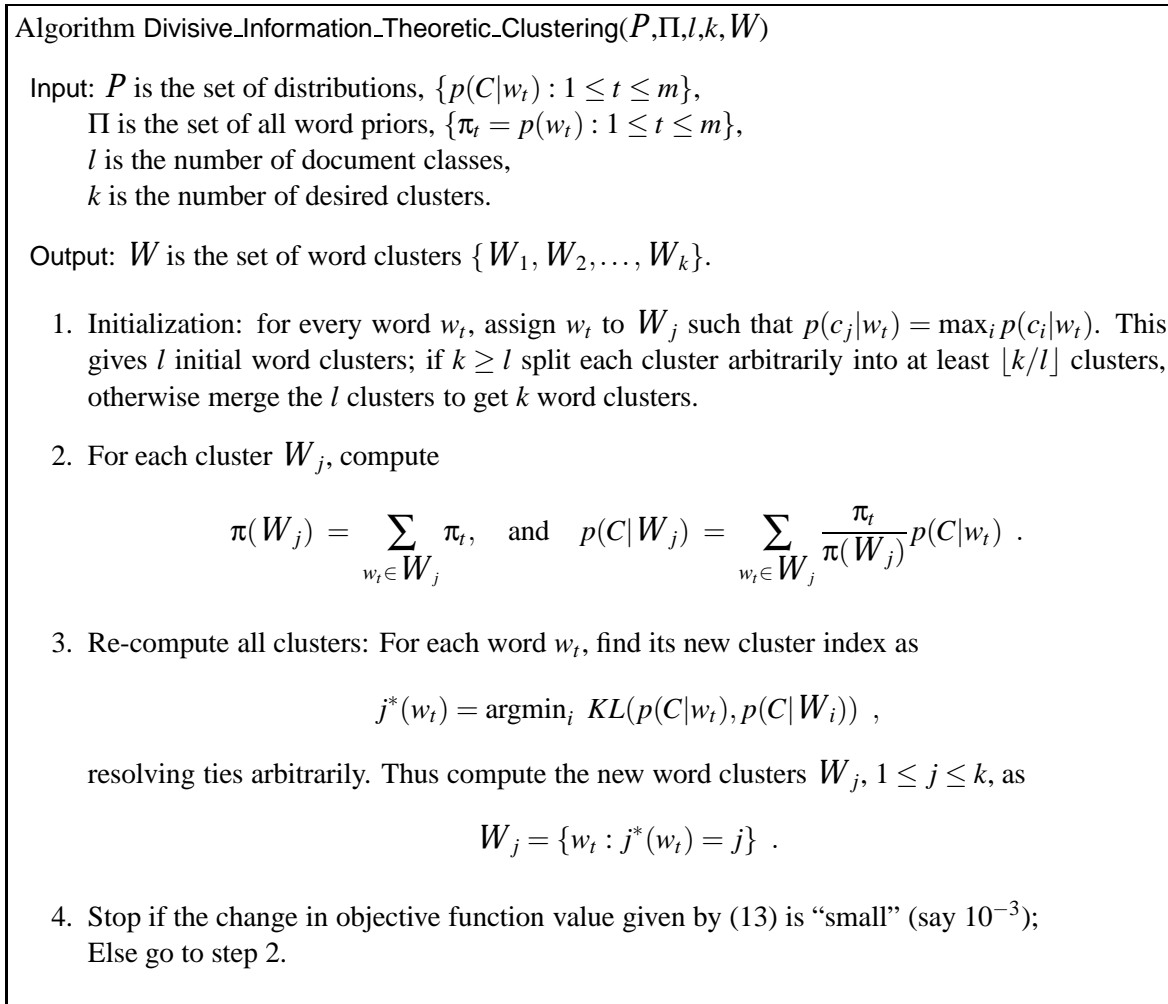 Algorithm Divisive_Information_Theoretic_Clustering(P,Π,l,k,W)
Input: P is the set of distributions, {p(C|w_t) : 1 ≤ t ≤ m},
Π is the set of all word priors, {π_t = p(w_t) : 1 ≤ t ≤ m},
l is the number of document classes,
k is the number of desired clusters.
Output: W is the set of word clusters {W_1, W_2,..., W_k}.
1. Initialization: for every word w_t, assign w_t to W_j such that p(c_j|w_t) = max_i p(c_i|w_t). This
gives l initial word clusters; if k ≥ l split each cluster arbitrarily into at least ⌊k/l⌋ clusters,
otherwise merge the l clusters to get k word clusters.
2. For each cluster W_j, compute
π(W_j) = ∑_{w_t∈W_j} π_t, and p(C|W_j) = ∑_{w_t∈W_j} \frac{π_t}{π(W_j)} p(C|w_t) .
3. Re-compute all clusters: For each word w_t, find its new cluster index as
j*(w_t) = argmin_i KL(p(C|w_t), p(C|W_i)) ,
resolving ties arbitrarily. Thus compute the new word clusters W_j, 1 ≤ j ≤ k, as
W_j = {w_t : j*(w_t) = j} .
4. Stop if the change in objective function value given by (13) is “small” (say 10^{-3});
Else go to step 2.